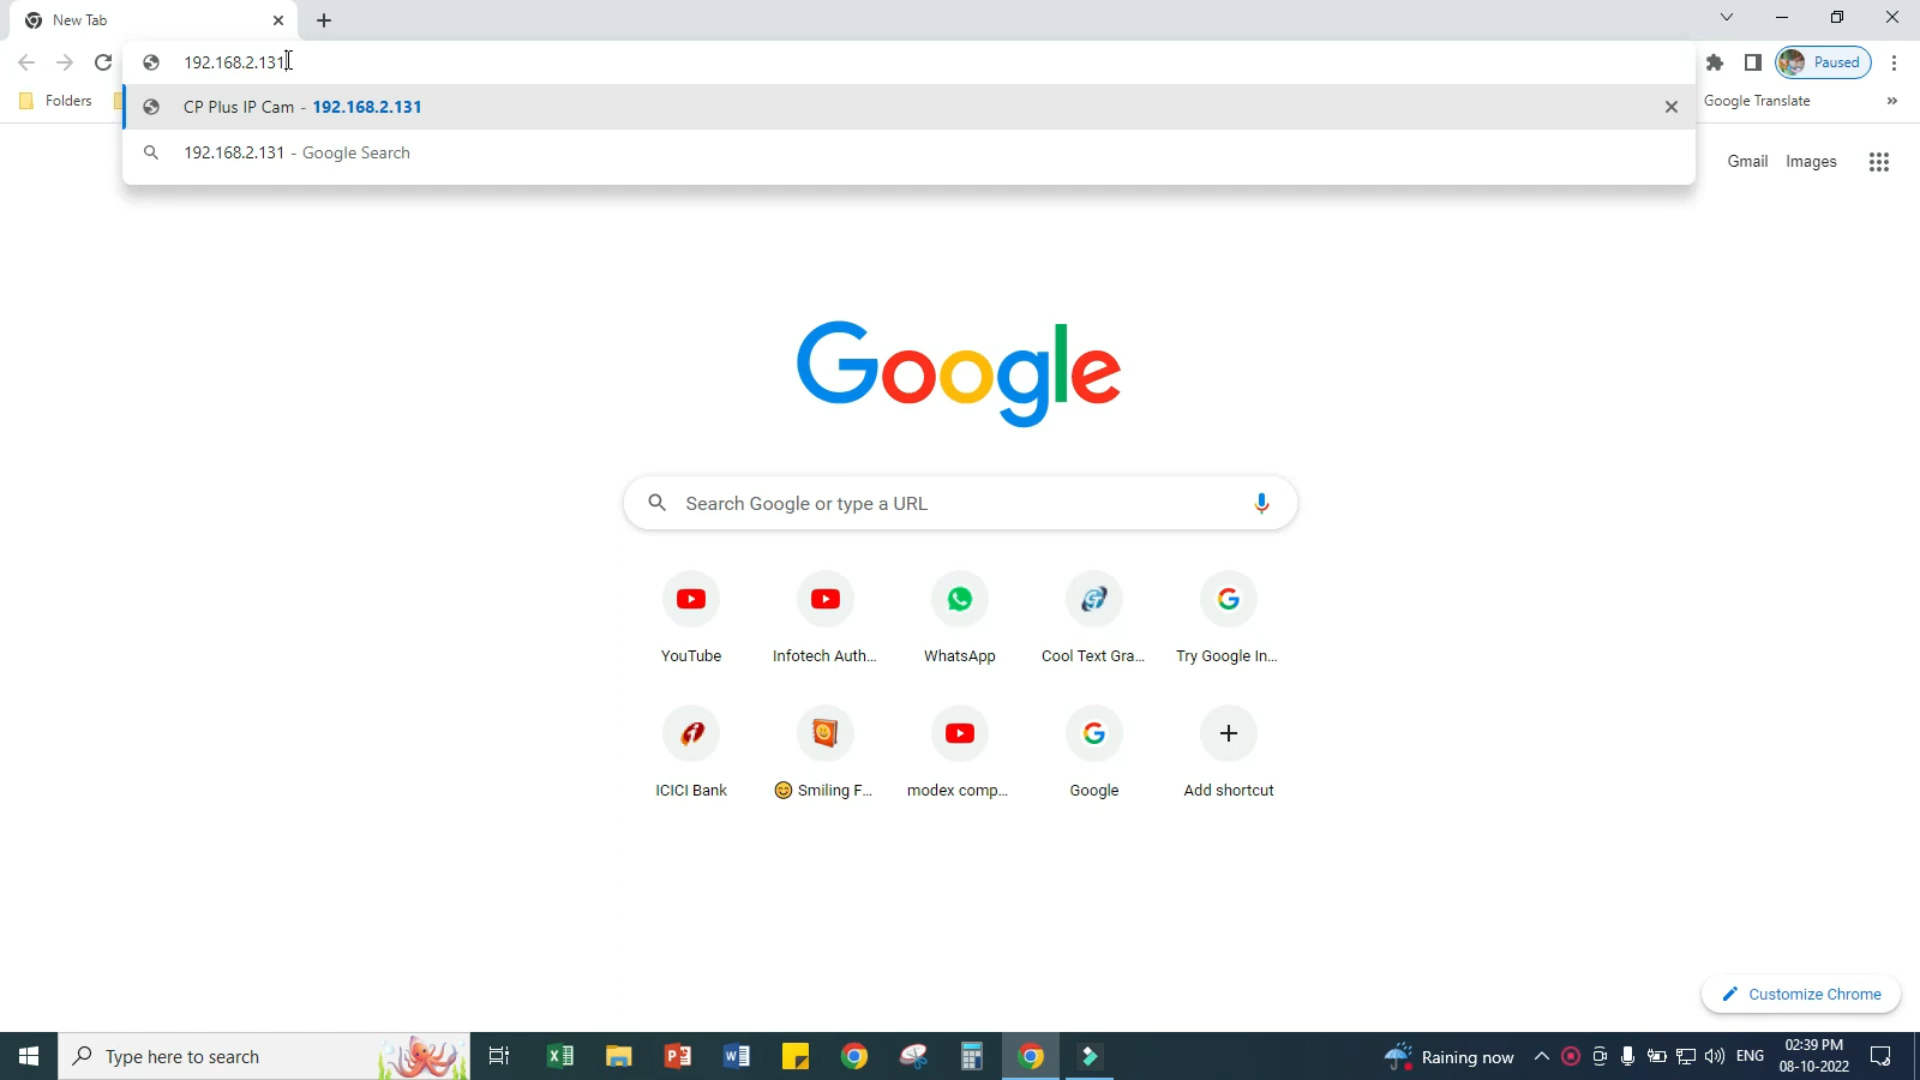 New Tab
192.168.2.131
Paused
CP Plus IP Cam - 192.168.2.131
Folders
Google Translate
192.168.2.131 - Google Search
Gmail Images
Google
Search Google or type a URL
YouTube
Infotech Auth...
WhatsApp
Cool Text Gra...
Try Google In...
ICICI Bank
Smiling F...
modex comp...
Google
Add shortcut
Customize Chrome
Type here to search
Raining now
ENG
02:39 PM
08-10-2022